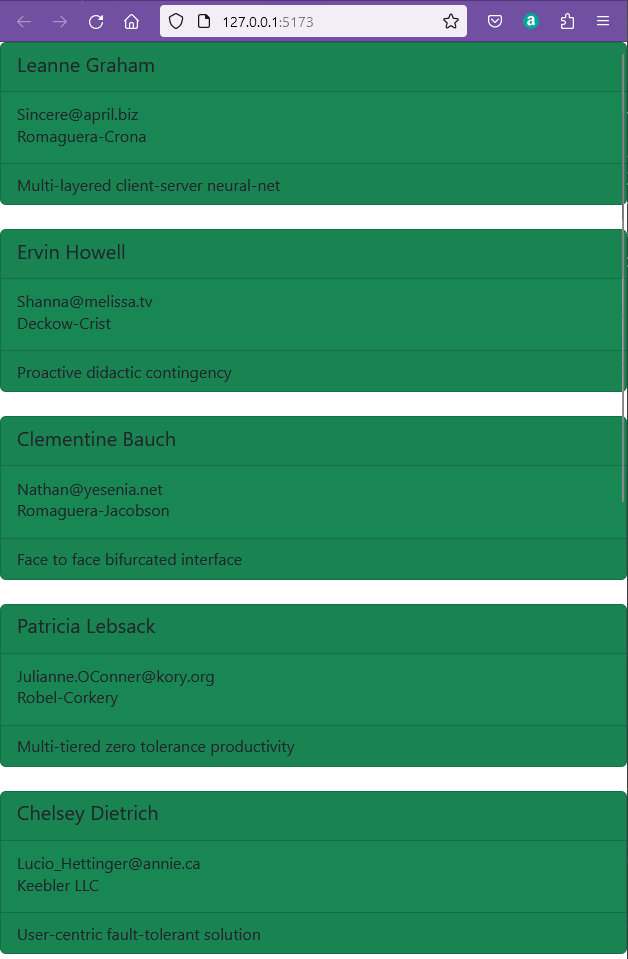 127.0.0.1:5173
a
Leanne Graham
Sincere@april.biz
Romaguera-Crona
Multi-layered client-server neural-net
Ervin Howell
Shanna@melissa.tv
Deckow-Crist
Proactive didactic contingency
Clementine Bauch
Nathan@yesenia.net
Romaguera-Jacobson
Face to face bifurcated interface
Patricia Lebsack
Julianne.OConner@kory.org
Robel-Corkery
Multi-tiered zero tolerance productivity
Chelsey Dietrich
Lucio_Hettinger@annie.ca
Keebler LLC
User-centric fault-tolerant solution